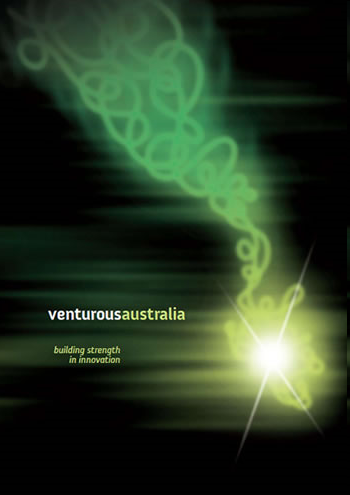 venturousaustralia
building strength
in innovation